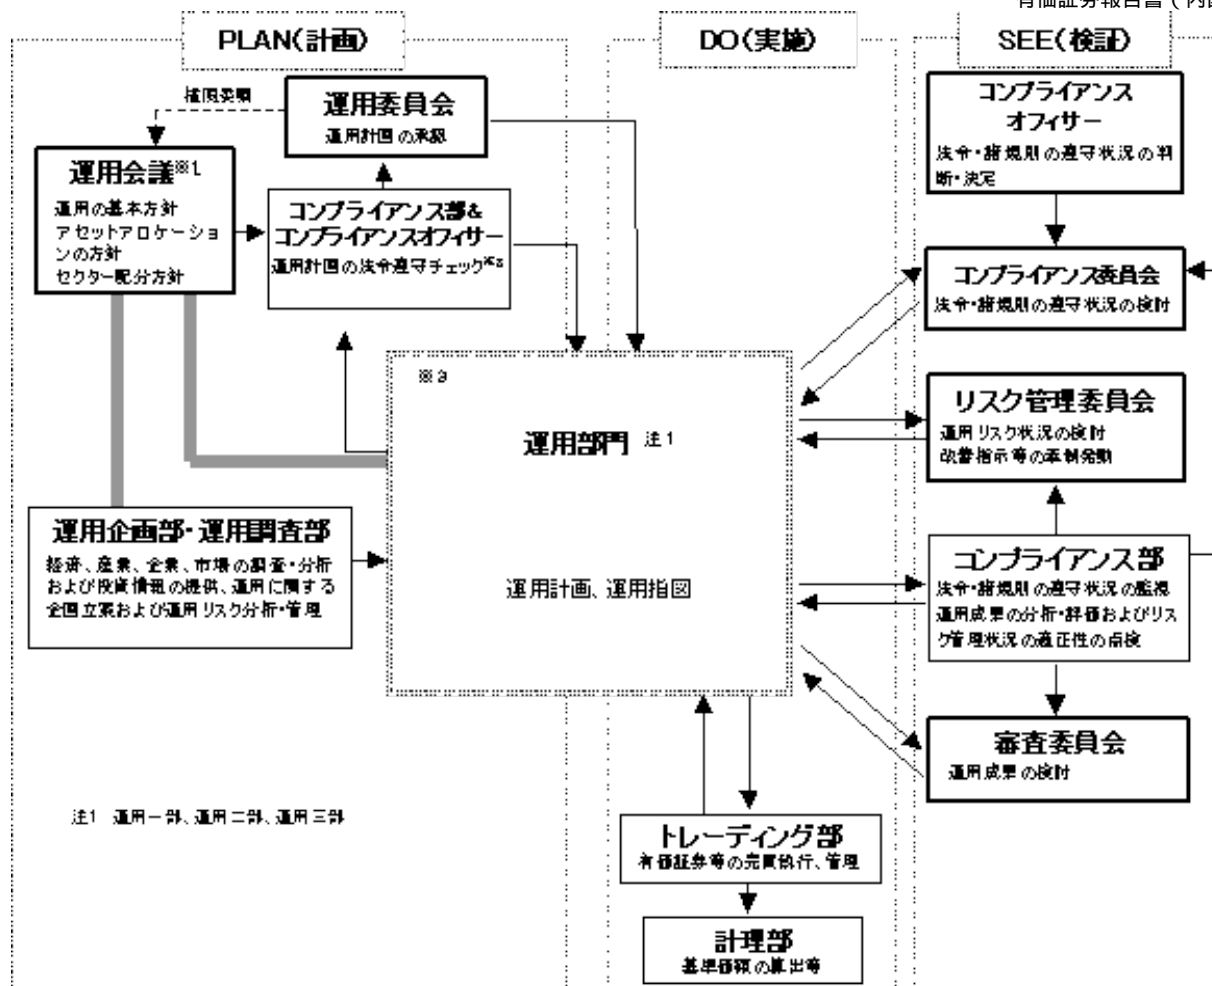 有価証券報告書（内国
PLAN(計画)
DO(実施)
SEE(検証)
権限委嘱
運用委員会
運用計画の承認
運用会議※1
運用の基本方針
アセットアロケーショ
ンの方針
セクター配分方針
コンプライアンス部&
コンプライアンスオフィサー
運用計画の法令遵守チェック※2
コンプライアンス
オフィサー
法令・諸規則の遵守状況の判
断・決定
コンプライアンス委員会
法令・諸規則の遵守状況の検討
※3
運用部門 注1
運用計画、運用指図
リスク管理委員会
運用リスク状況の検討
改善指示等の牽制発動
運用企画部・運用調査部
経済、産業、企業、市場の調査・分析
および投資情報の提供、運用に関する
企画立案および運用リスク分析・管理
コンプライアンス部
法令・諸規則の遵守状況の監視
運用成果の分析・評価およびリス
ク管理状況の適正性の点検
審査委員会
運用成果の検討
注1 運用一部、運用二部、運用三部
トレーディング部
有価証券等の売買執行、管理
計理部
基準価額の算出等